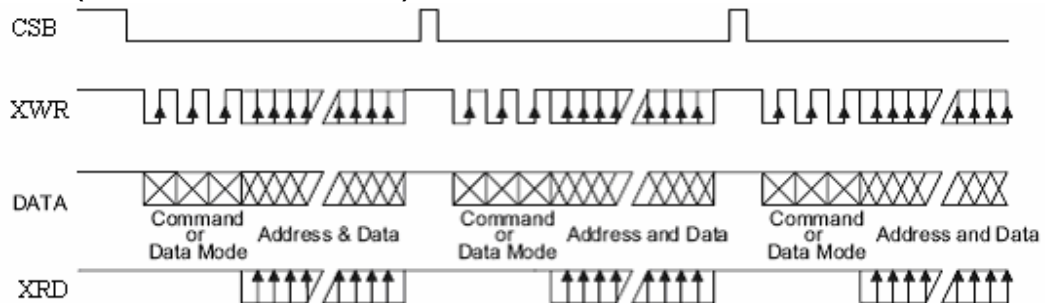 CSB
XWR
DATA
Command
or
Data Mode
Address & Data
Command
or
Data Mode
Address and Data
Command
or
Data Mode
Address and Data
XRD